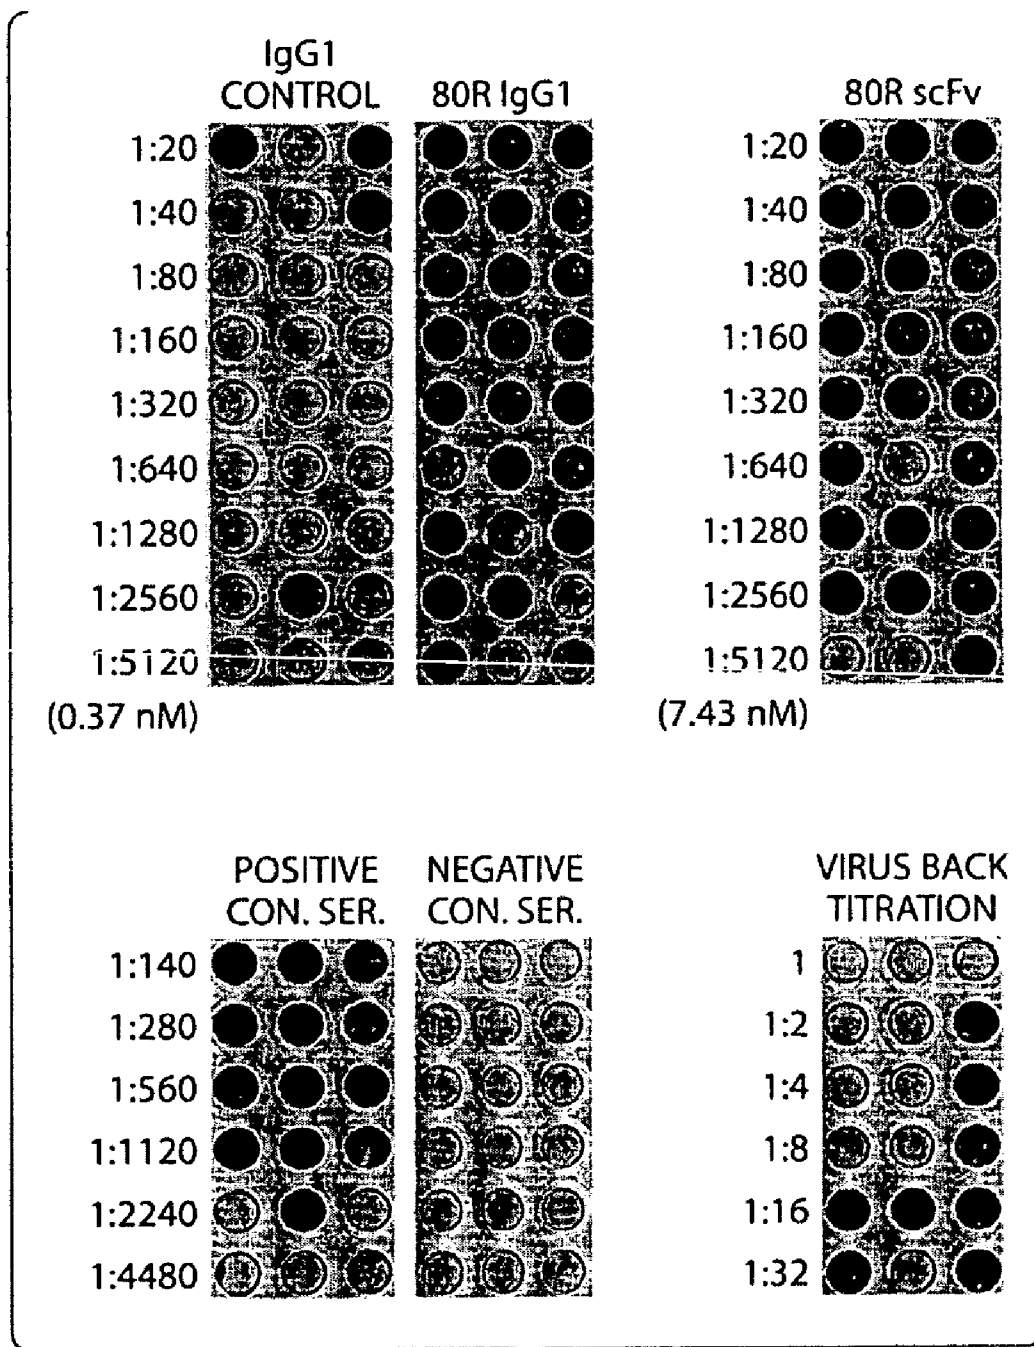 IgG1
CONTROL
80R IgG1
80R scFv
1:20
1:40
1:80
1:160
1:320
1:640
1:1280
1:2560
1:5120
(0.37 nM)
1:20
1:40
1:80
1:160
1:320
1:640
1:1280
1:2560
1:5120
(7.43 nM)
POSITIVE
CON. SER.
NEGATIVE
CON. SER.
VIRUS BACK
TITRATION
1:140
1:280
1:560
1:1120
1:2240
1:4480
1
1:2
1:4
1:8
1:16
1:32